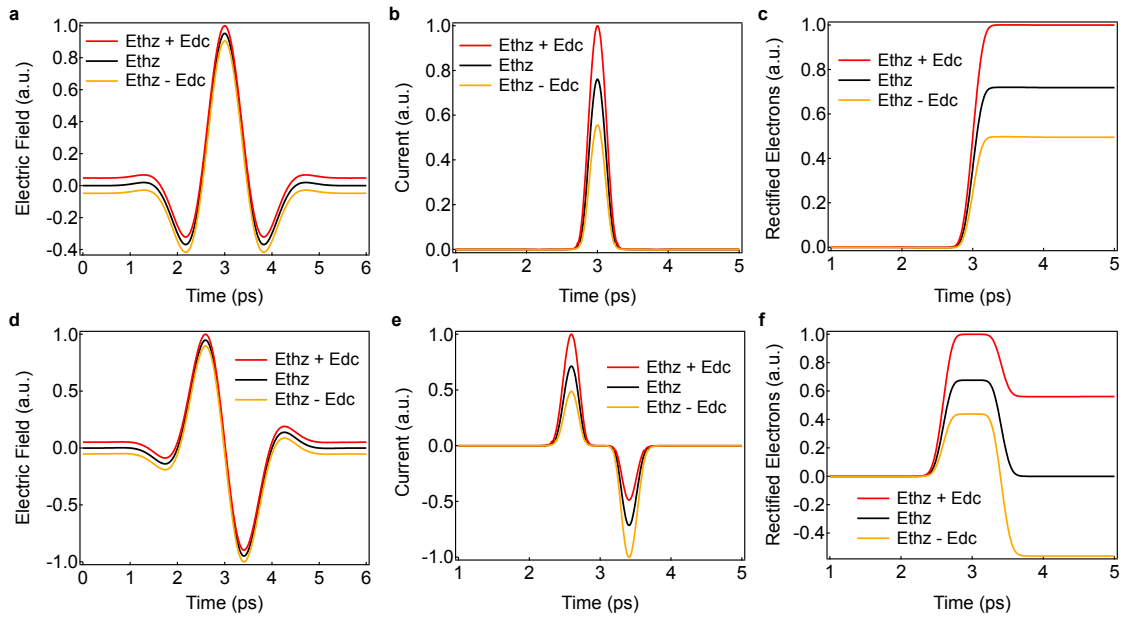 a
Electric Field (a.u.)
1.0
0.8
0.6
0.4
0.2
0.0
-0.2
-0.4
Ethz + Edc
Ethz
Ethz - Edc
0 1 2 3 4 5 6
Time (ps)
b
Current (a.u.)
1.0
0.8
0.6
0.4
0.2
0.0
Ethz + Edc
Ethz
Ethz - Edc
1 2 3 4 5
Time (ps)
c
Rectified Electrons (a.u.)
1.0
0.8
0.6
0.4
0.2
0.0
Ethz + Edc
Ethz
Ethz - Edc
1 2 3 4 5
Time (ps)
d
Electric Field (a.u.)
1.0
0.5
0.0
-0.5
-1.0
Ethz + Edc
Ethz
Ethz - Edc
0 1 2 3 4 5 6
Time (ps)
e
Current (a.u.)
1.0
0.5
0.0
-0.5
-1.0
Ethz + Edc
Ethz
Ethz - Edc
1 2 3 4 5
Time (ps)
f
Rectified Electrons (a.u.)
1.0
0.8
0.6
0.4
0.2
0.0
-0.2
-0.4
Ethz + Edc
Ethz
Ethz - Edc
1 2 3 4 5
Time (ps)